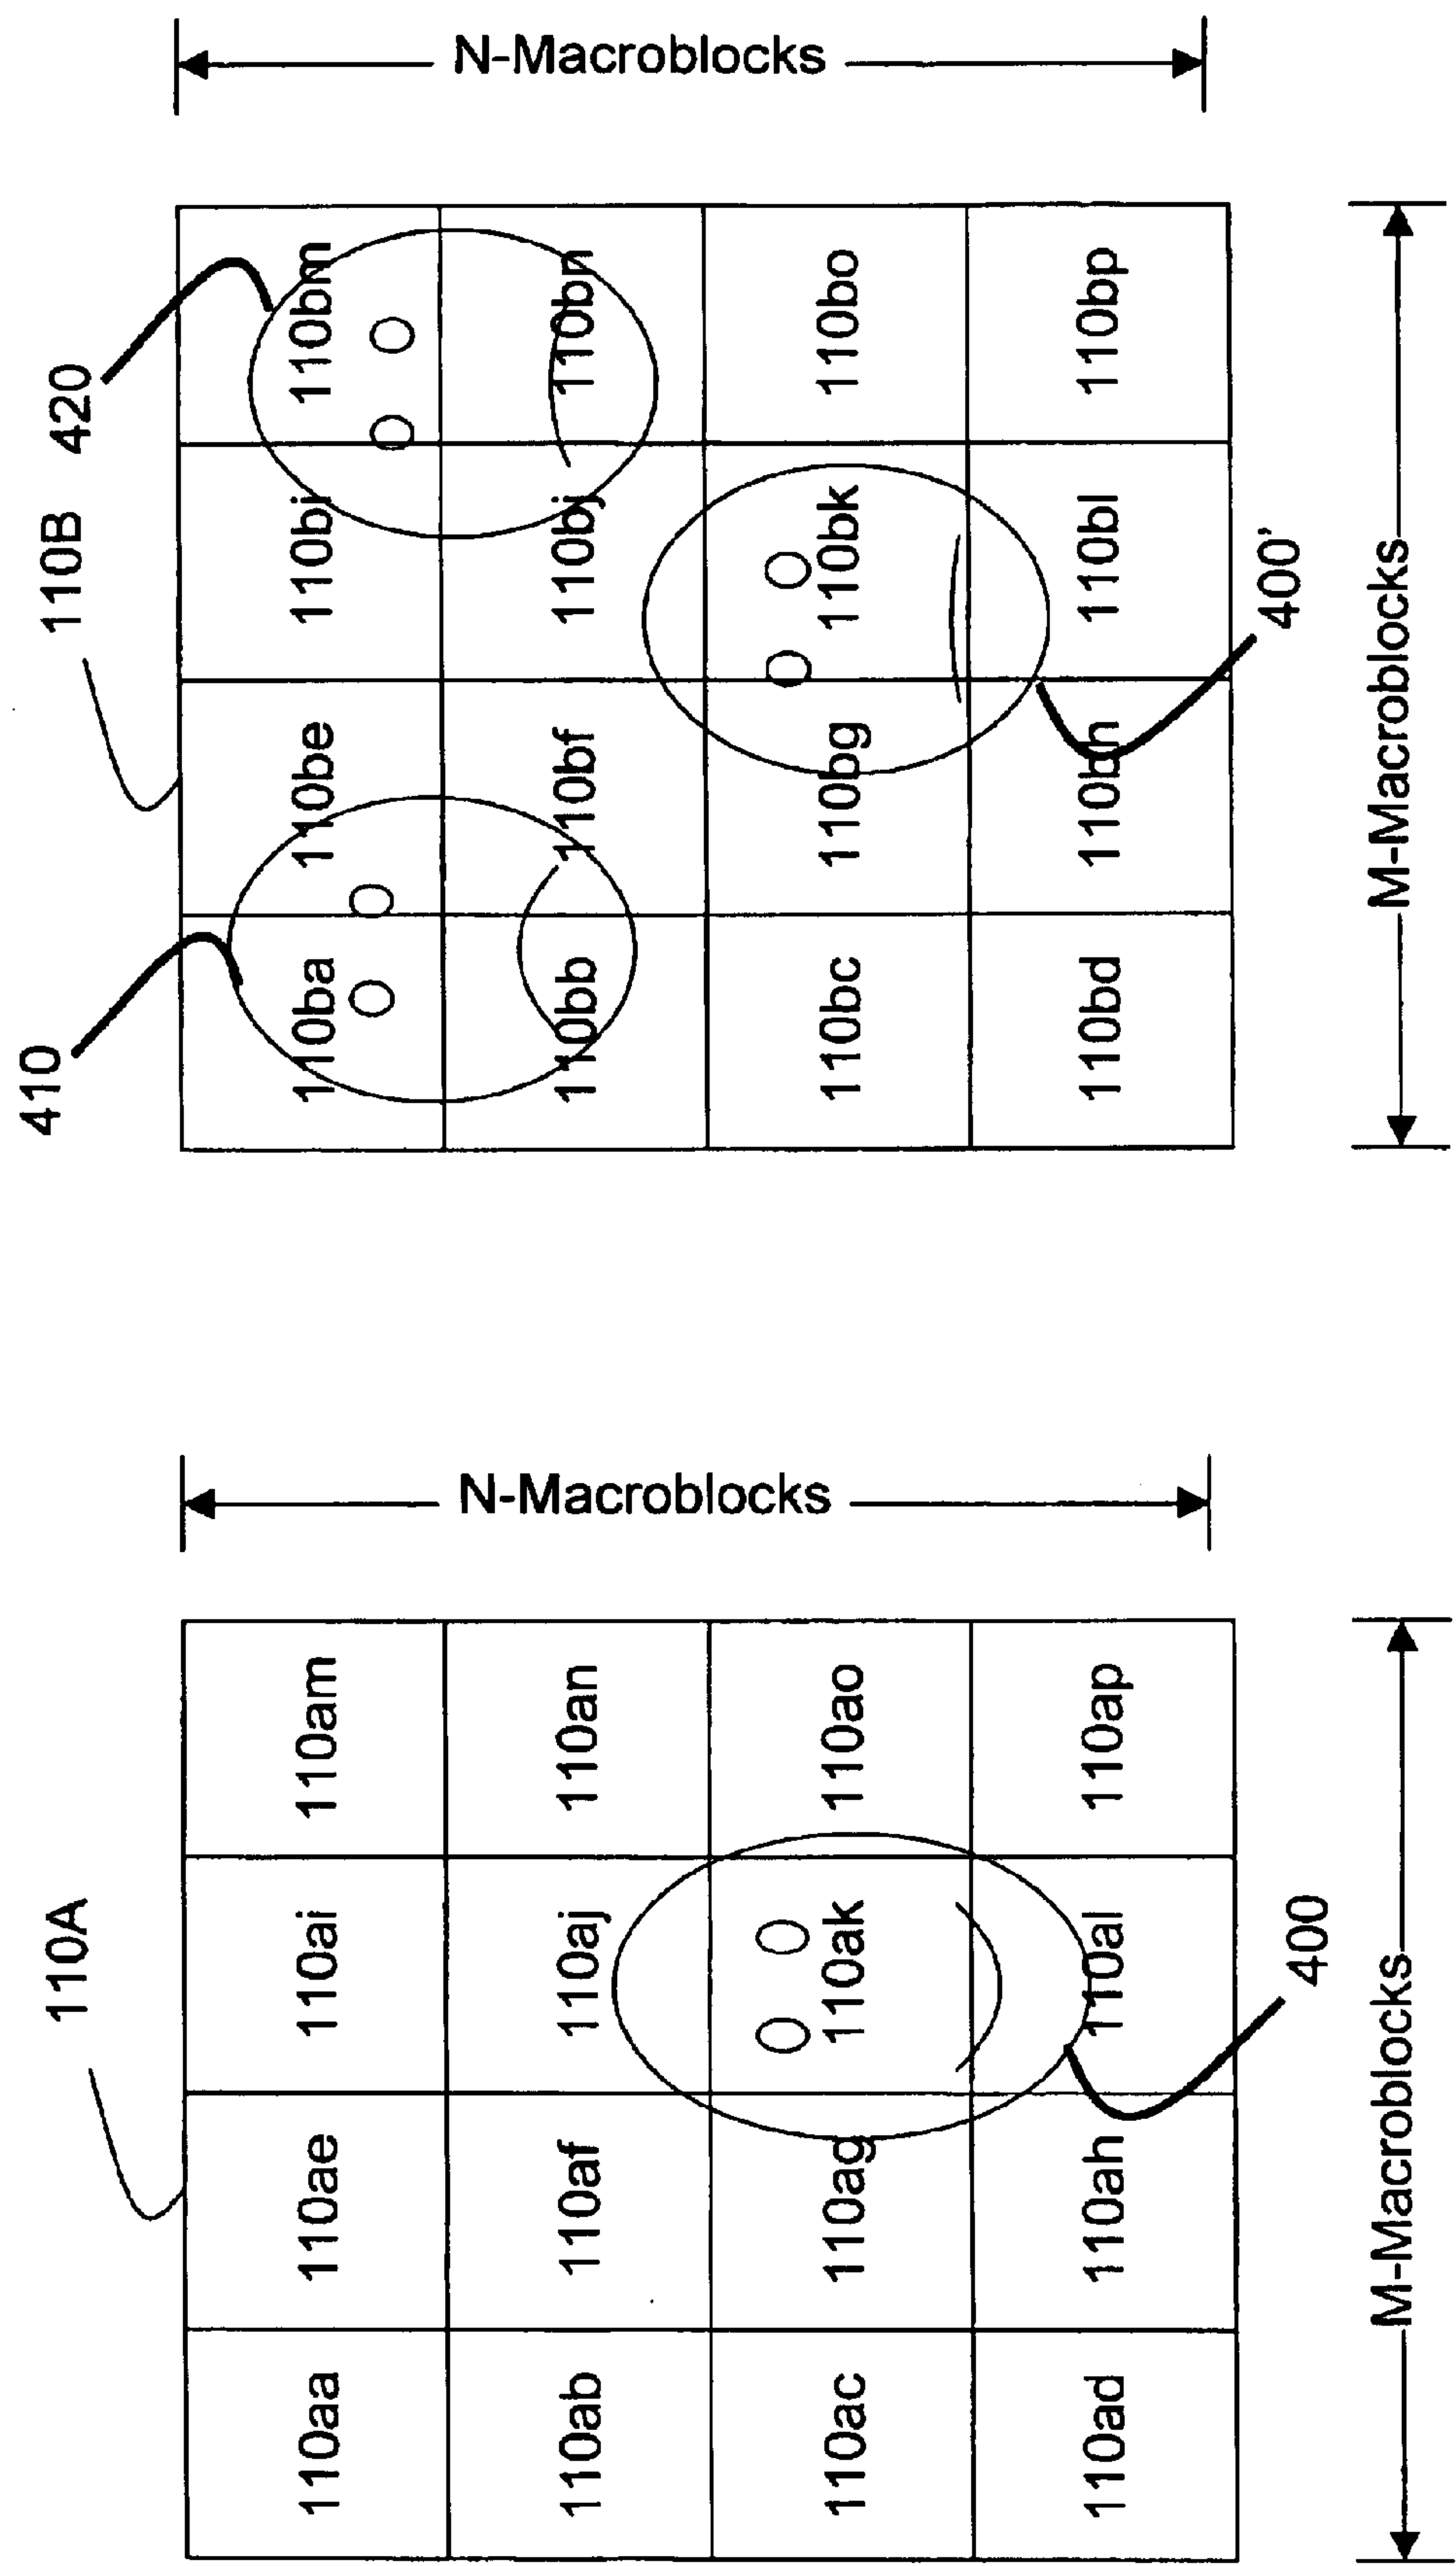 110A
110aa 110ae 110ai 110am
110ab 110af 110aj 110an
110ac 110ag 110ak 110ao
110ad 110ah 110al 110ap
400
N-Macroblocks
M-Macroblocks
410 110B 420
110ba 110be 110bi 110bm
110bb 110bf 110bj 110bn
110bc 110bg 110bk 110bo
110bd 110bh 110bl 110bp
400'
N-Macroblocks
M-Macroblocks